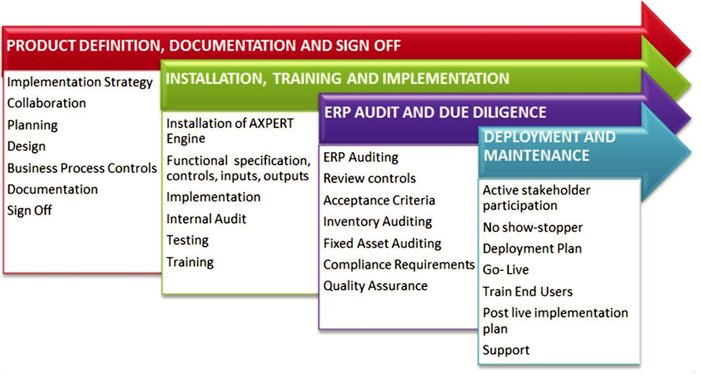 PRODUCT DEFINITION, DOCUMENTATION AND SIGN OFF
Implementation Strategy
Collaboration
Planning
Design
Business Process Controls
Documentation
Sign Off
INSTALLATION, TRAINING AND IMPLEMENTATION
Installation of AXPERT
Engine
Functional specification,
controls, inputs, outputs
Implementation
Internal Audit
Testing
Training
ERP AUDIT AND DUE DILIGENCE
ERP Auditing
Review controls
Acceptance Criteria
Inventory Auditing
Fixed Asset Auditing
Compliance Requirements
Quality Assurance
DEPLOYMENT AND
MAINTENANCE
Active stakeholder
participation
No show-stopper
Deployment Plan
Go- Live
Train End Users
Post live implementation
plan
Support